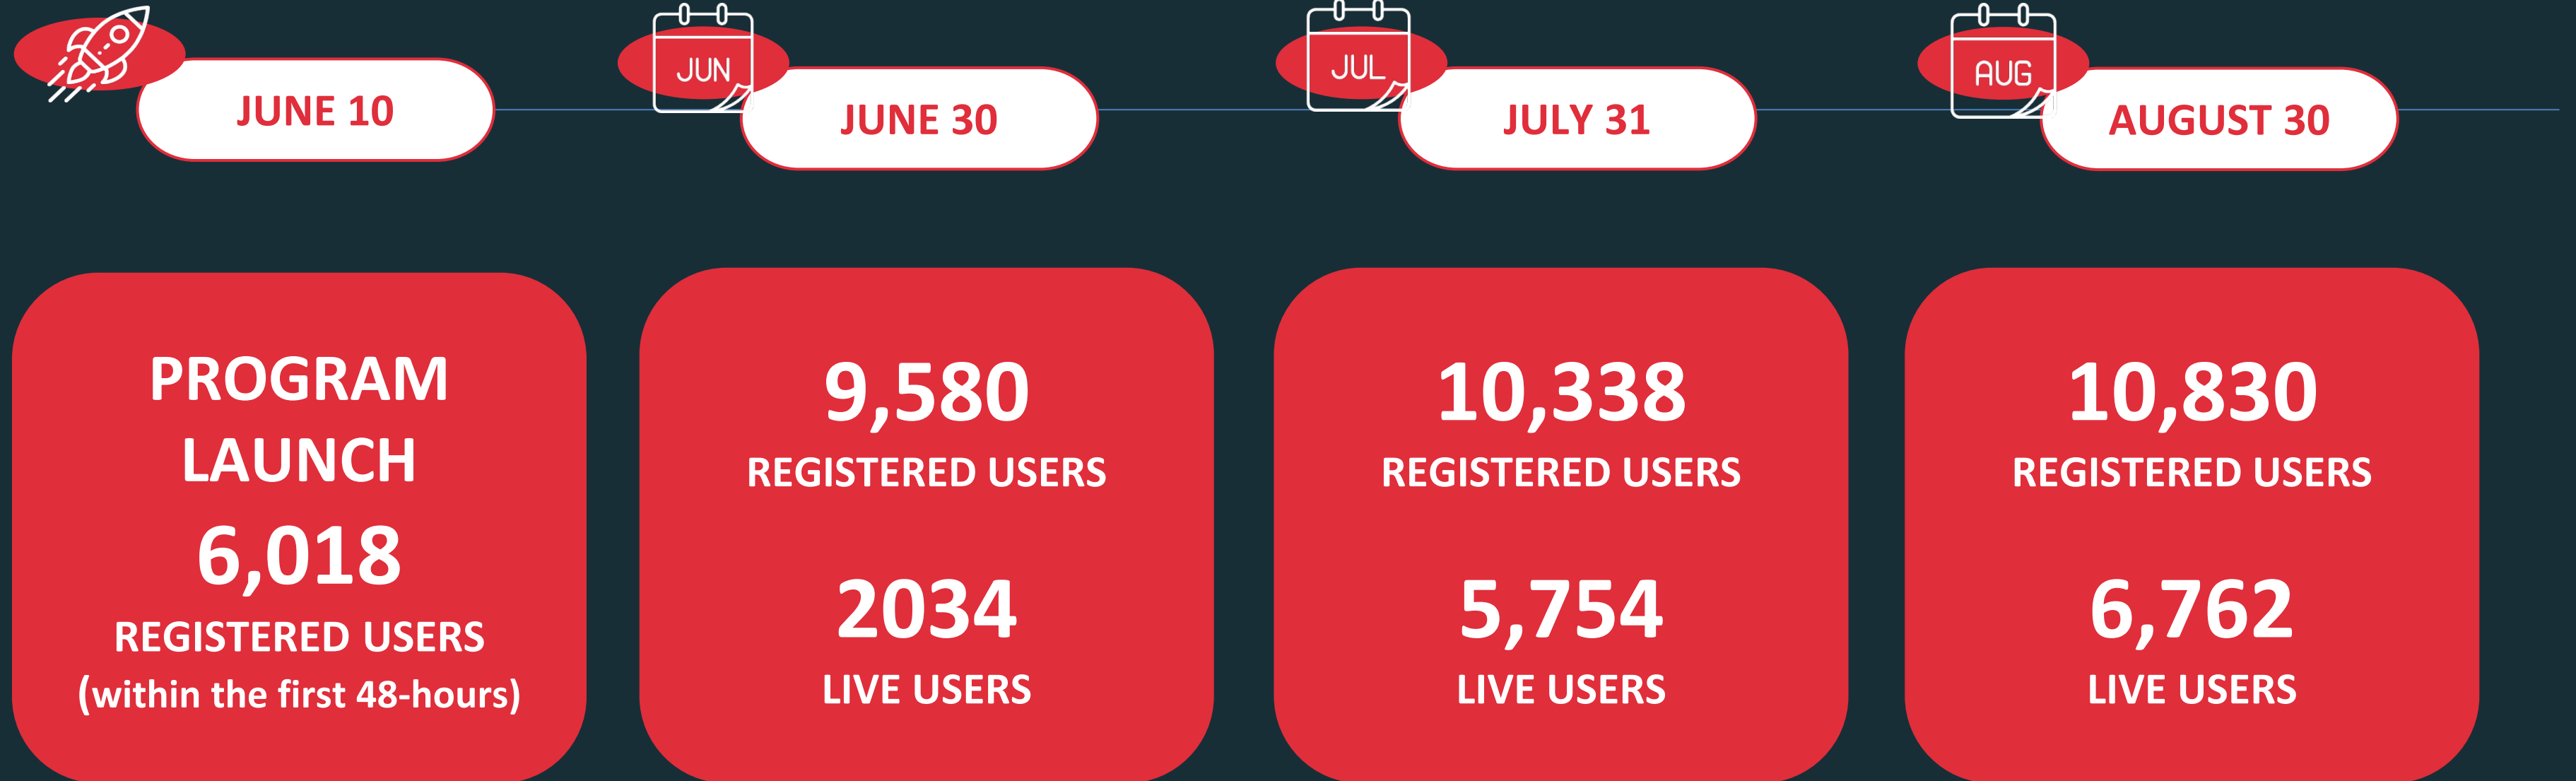 JUNE 10
JUN
JUNE 30
JUL
JULY 31
AUG
AUGUST 30
PROGRAM
LAUNCH
6,018
REGISTERED USERS
(within the first 48-hours)
9,580
REGISTERED USERS
2034
LIVE USERS
10,338
REGISTERED USERS
5,754
LIVE USERS
10,830
REGISTERED USERS
6,762
LIVE USERS